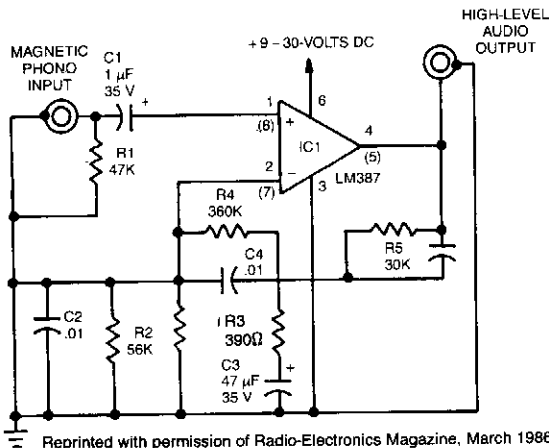 HIGH-LEVEL
AUDIO
OUTPUT
+9 – 30-VOLTS DC
MAGNETIC
PHONO
INPUT
C1
1 µF
35 V
+
1
(8)
+
6
4
(5)
IC1
R1
47K
2
(7)
–
3
LM387
R4
360K
C4
.01
R5
30K
C2
.01
R2
56K
R3
390Ω
C3
+
47 µF
35 V
Reprinted with permission of Radio-Electronics Magazine, March 1988